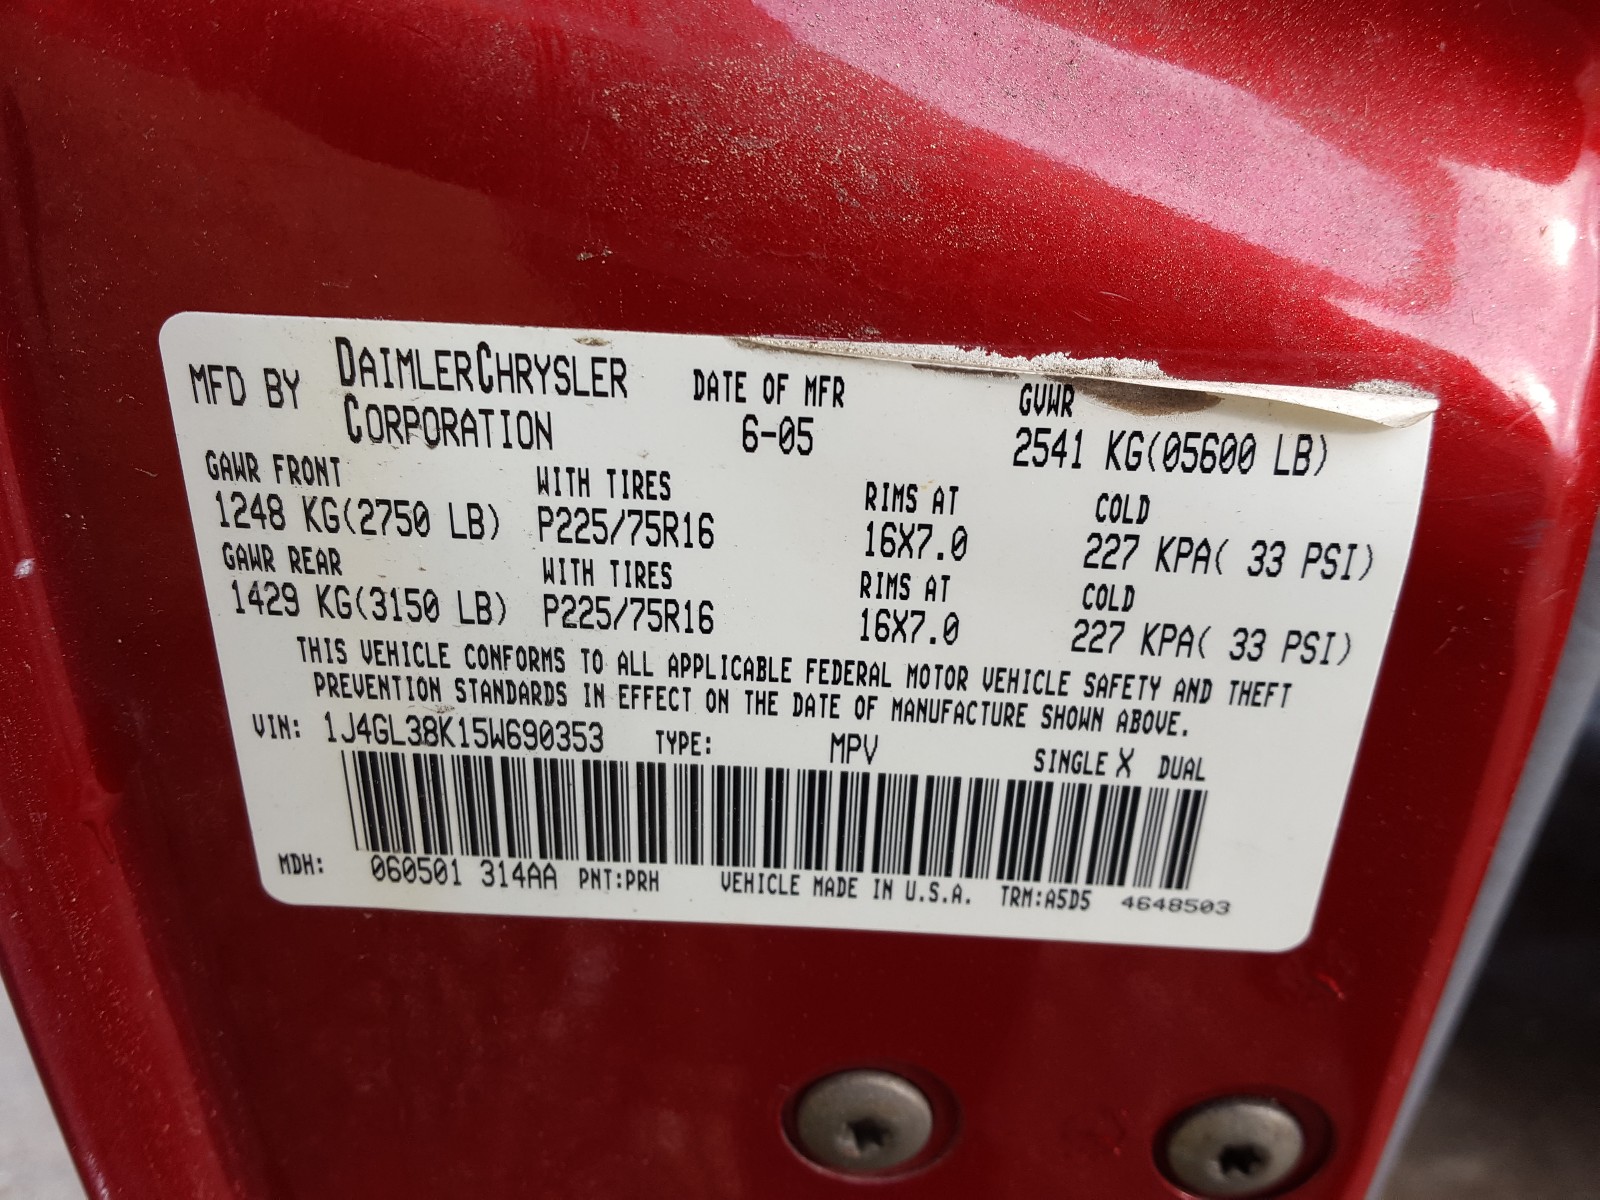 MFD BY DAIMLERCHRYSLER CORPORATION DATE OF MFR 6-05 GVWR 2541 KG(05600 LB)
GAWR FRONT WITH TIRES RIMS AT COLD
1248 KG(2750 LB) P225/75R16 16X7.0 227 KPA( 33 PSI)
GAWR REAR WITH TIRES RIMS AT COLD
1429 KG(3150 LB) P225/75R16 16X7.0 227 KPA( 33 PSI)
THIS VEHICLE CONFORMS TO ALL APPLICABLE FEDERAL MOTOR VEHICLE SAFETY AND THEFT
PREVENTION STANDARDS IN EFFECT ON THE DATE OF MANUFACTURE SHOWN ABOVE.
VIN: 1J4GL38K15W690353 TYPE: MPV SINGLE X DUAL
MDH: 060501 314AA PNT:PRH VEHICLE MADE IN U.S.A. TRM:A5D5 4648503